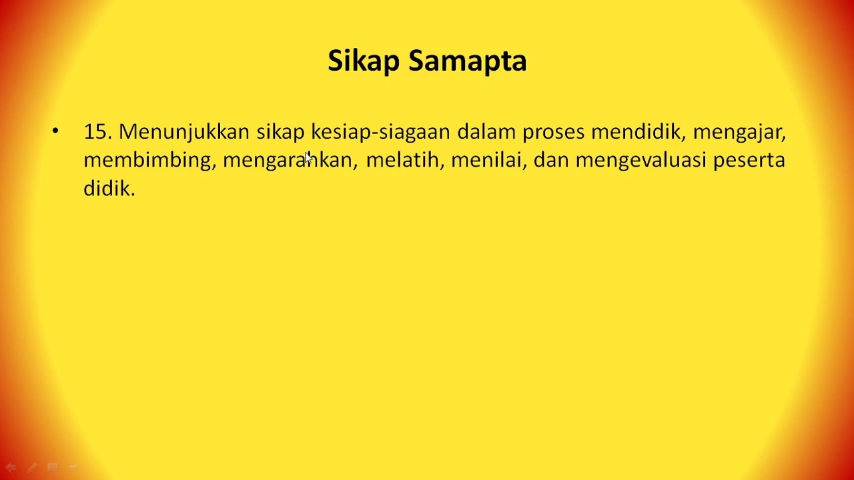 Sikap Samapta
• 15. Menunjukkan sikap kesiap-siagaan dalam proses mendidik, mengajar,
membimbing, mengarahkan, melatih, menilai, dan mengevaluasi peserta
didik.